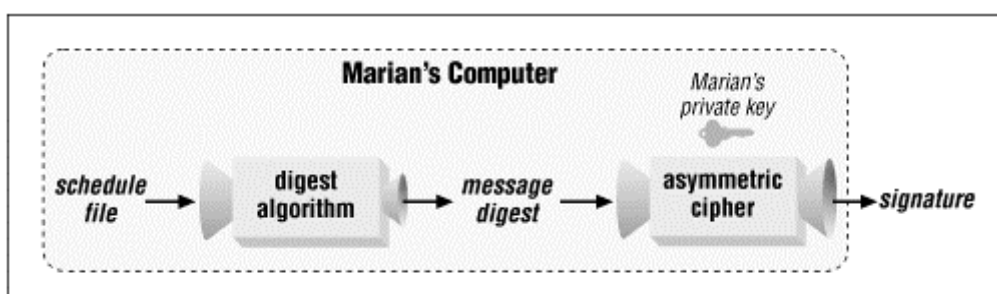 Marian's Computer
Marian's
private key
schedule
file
digest
algorithm
message
digest
asymmetric
cipher
signature